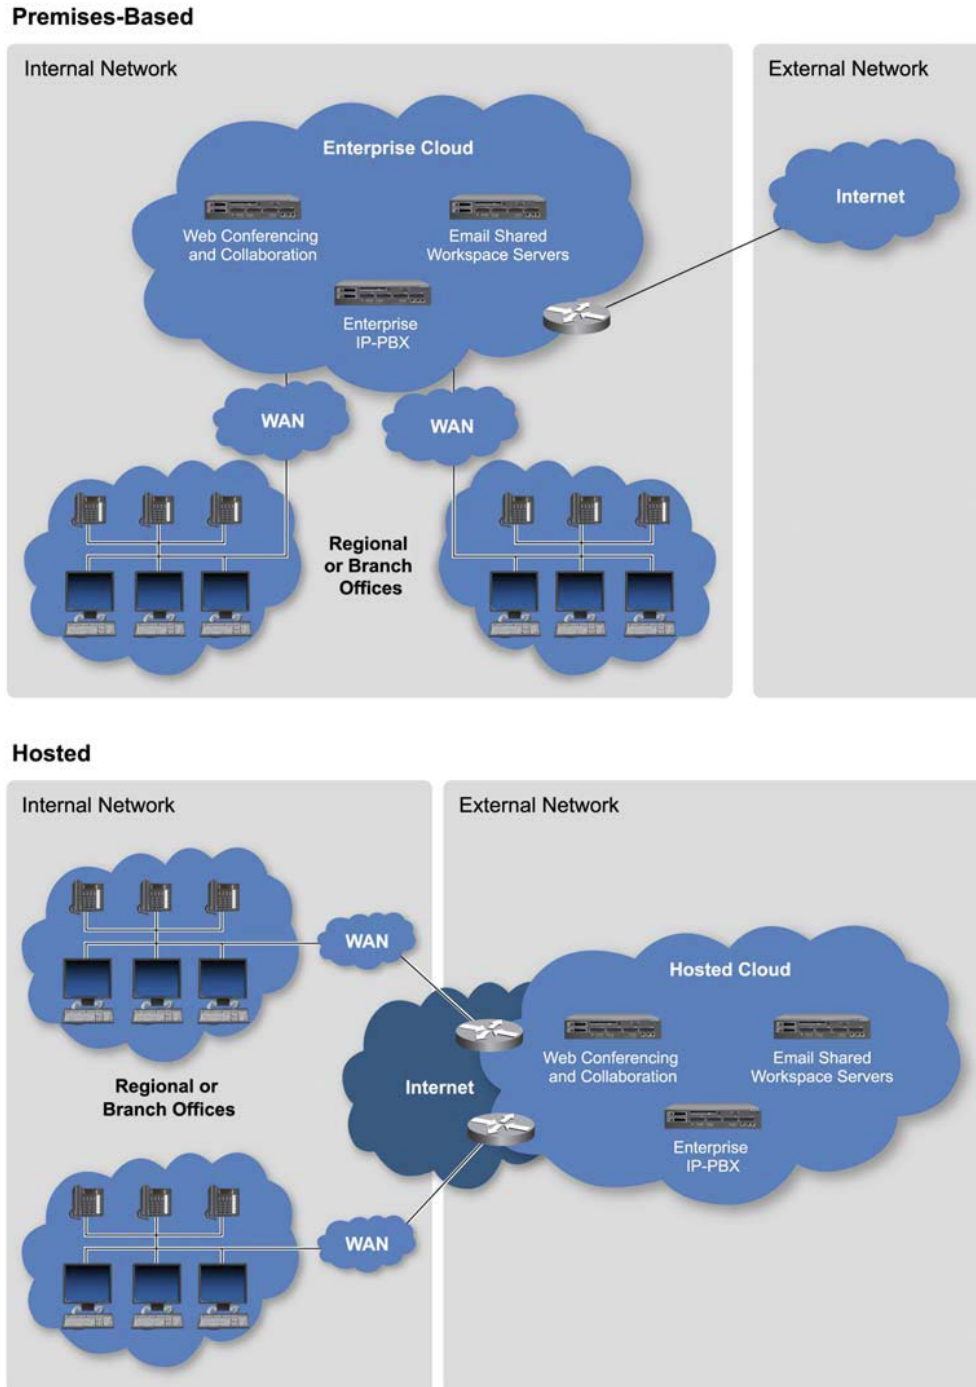 Premises-Based
Internal Network
External Network
Enterprise Cloud
Internet
Web Conferencing
and Collaboration
Email Shared
Workspace Servers
Enterprise
IP-PBX
WAN
WAN
Regional
or Branch
Offices
Hosted
Internal Network
External Network
WAN
Hosted Cloud
Web Conferencing
and Collaboration
Email Shared
Workspace Servers
Internet
Regional or
Branch Offices
Enterprise
IP-PBX
WAN